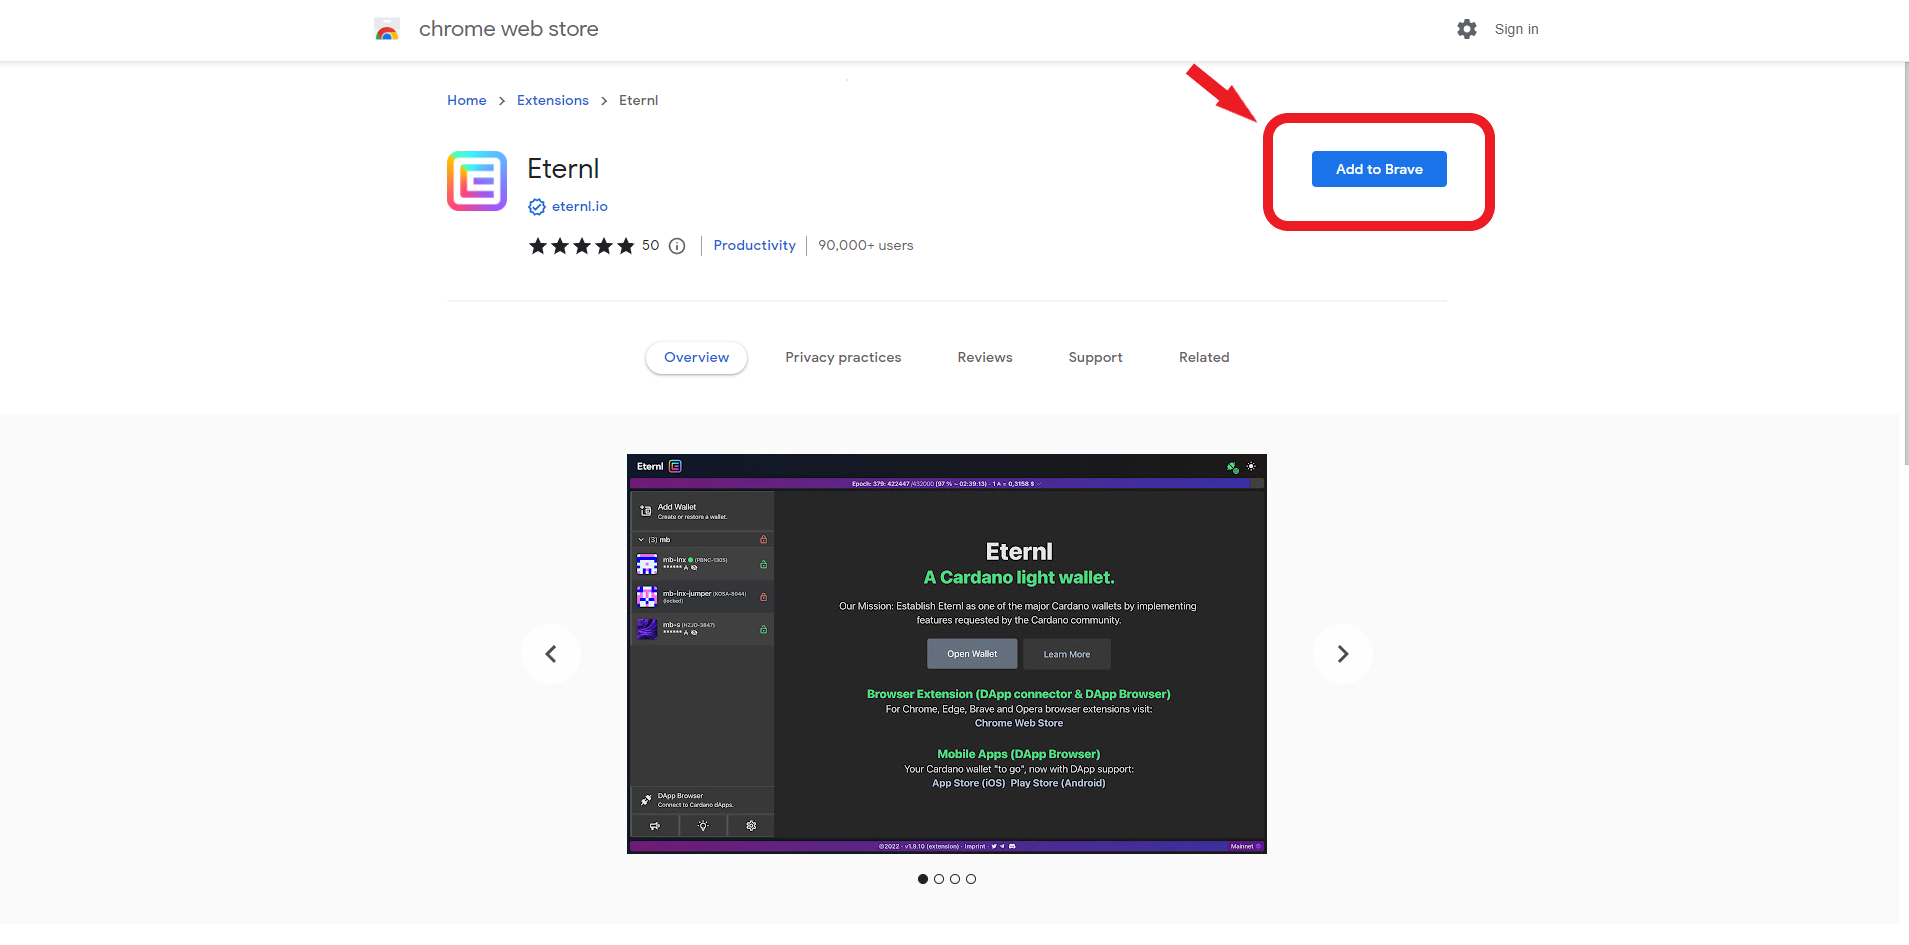 chrome web store
Sign in
Home > Extensions > Eternl
Eternl
Add to Brave
eternl.io
50
Productivity
90,000+ users
Overview
Privacy practices
Reviews
Support
Related
Eternl
Epoch: 379: 422447 /432000 (97 % ~ 02:39:13) · 1 ₳ = 0,3158 $
Add Wallet
Create or restore a wallet.
(3) mb
mb-lnx (PBNC-1305)
****** ₳
mb-lnx-jumper (KOSA-8044)
(locked)
mb-s (HZJO-3847)
****** ₳
Eternl
A Cardano light wallet.
Our Mission: Establish Eternl as one of the major Cardano wallets by implementing
features requested by the Cardano community.
Open Wallet
Learn More
Browser Extension (DApp connector & DApp Browser)
For Chrome, Edge, Brave and Opera browser extensions visit:
Chrome Web Store
Mobile Apps (DApp Browser)
Your Cardano wallet "to go", now with DApp support:
App Store (iOS) Play Store (Android)
DApp Browser
Connect to Cardano dApps.
©2022 · v1.9.10 (extension) · Imprint ·
Mainnet